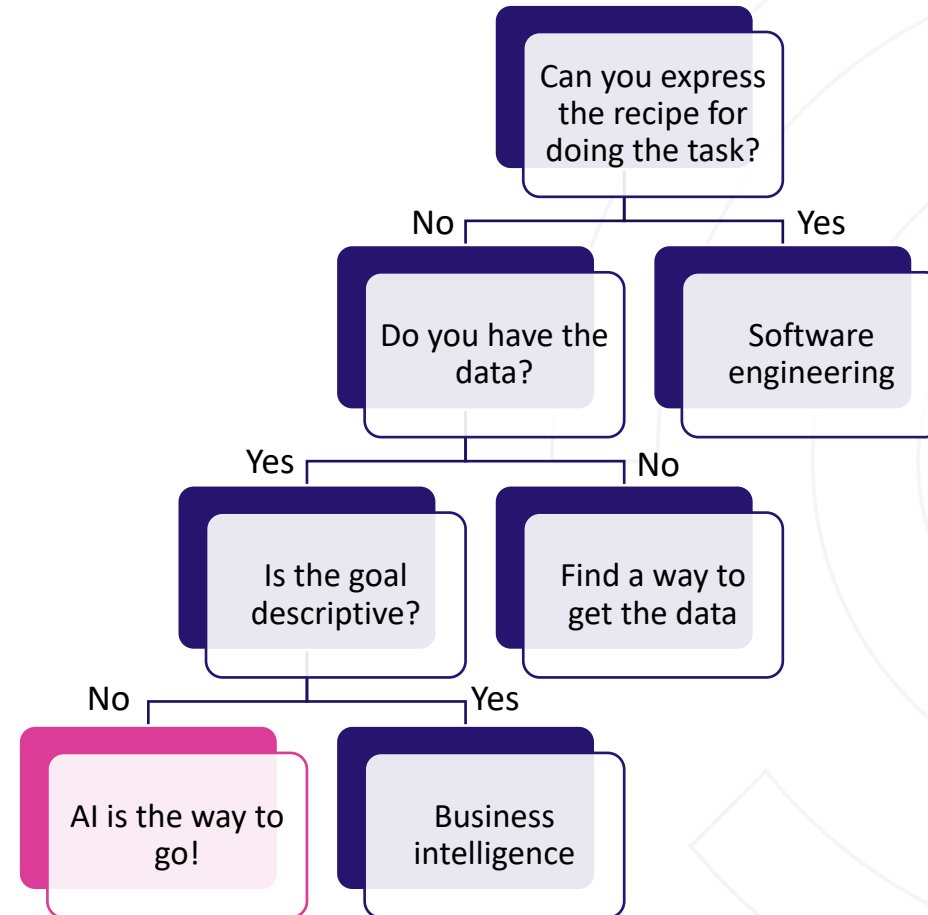 Can you express
the recipe for
doing the task?
No
Yes
Do you have the
data?
Software
engineering
Yes
No
Is the goal
descriptive?
Find a way to
get the data
No
Yes
AI is the way to
go!
Business
intelligence